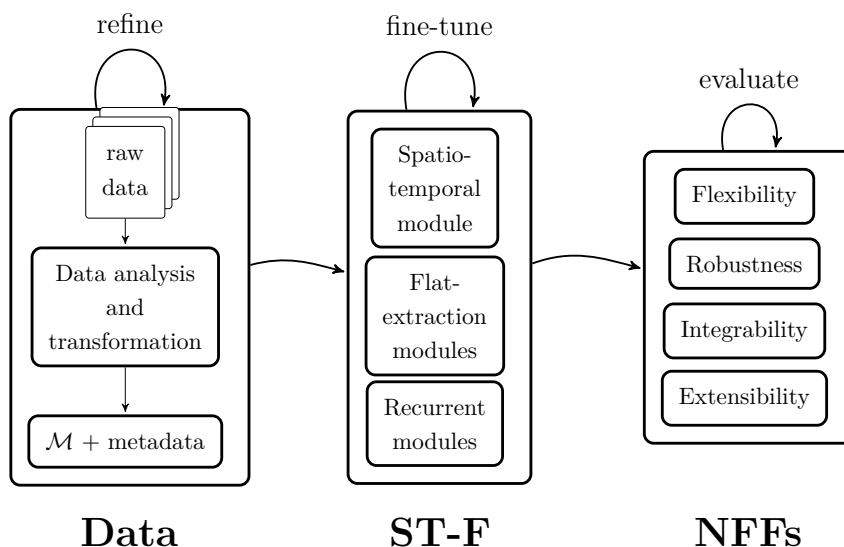 refine
raw
data
Data analysis
and
transformation
ℳ + metadata
Data
fine-tune
Spatio-
temporal
module
Flat-
extraction
modules
Recurrent
modules
ST-F
evaluate
Flexibility
Robustness
Integrability
Extensibility
NFFs